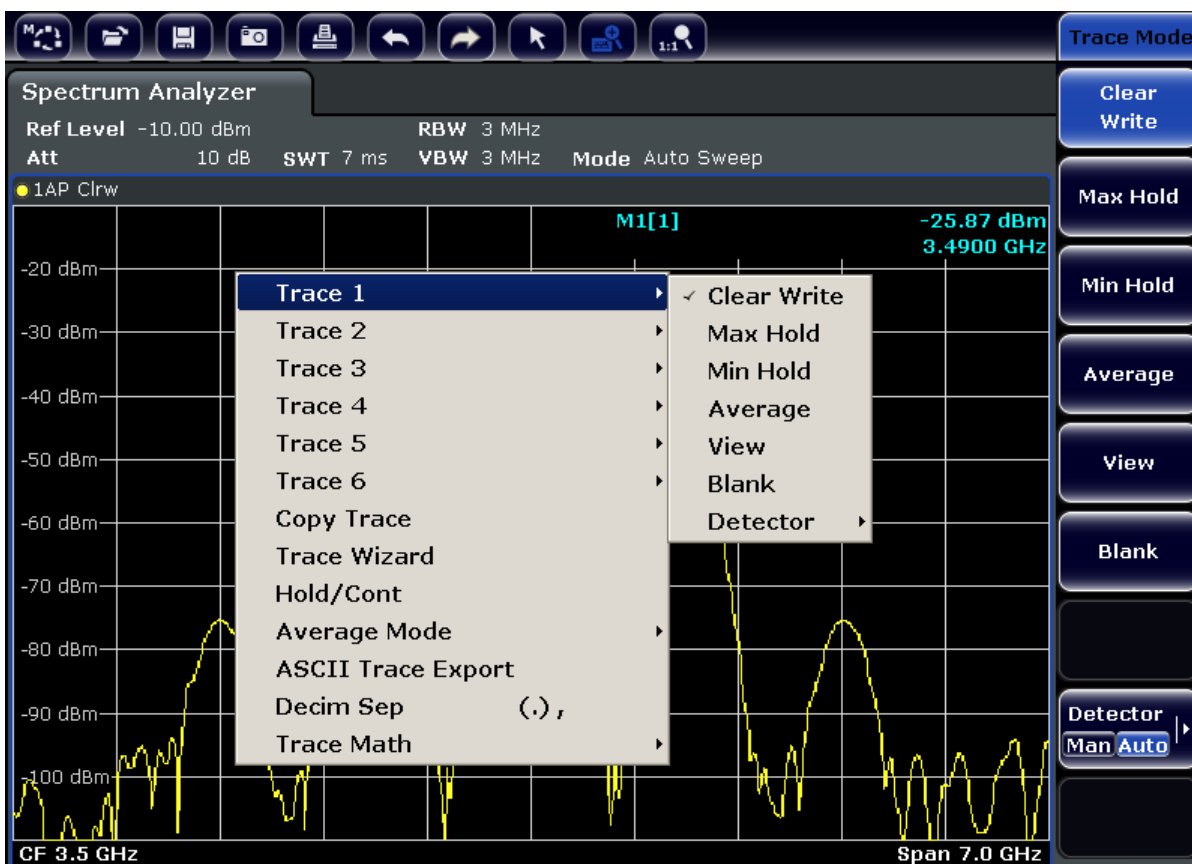 M
1:1
Trace Mode
Spectrum Analyzer
Ref Level -10.00 dBm RBW 3 MHz
Att 10 dB SWT 7 ms VBW 3 MHz Mode Auto Sweep
1AP Clrw
M1[1] -25.87 dBm
3.4900 GHz
-20 dBm
-30 dBm
-40 dBm
-50 dBm
-60 dBm
-70 dBm
-80 dBm
-90 dBm
-100 dBm
CF 3.5 GHz Span 7.0 GHz
Trace 1
Trace 2
Trace 3
Trace 4
Trace 5
Trace 6
Copy Trace
Trace Wizard
Hold/Cont
Average Mode
ASCII Trace Export
Decim Sep (.) ,
Trace Math
✓ Clear Write
Max Hold
Min Hold
Average
View
Blank
Detector
Clear
Write
Max Hold
Min Hold
Average
View
Blank
Detector
Man Auto